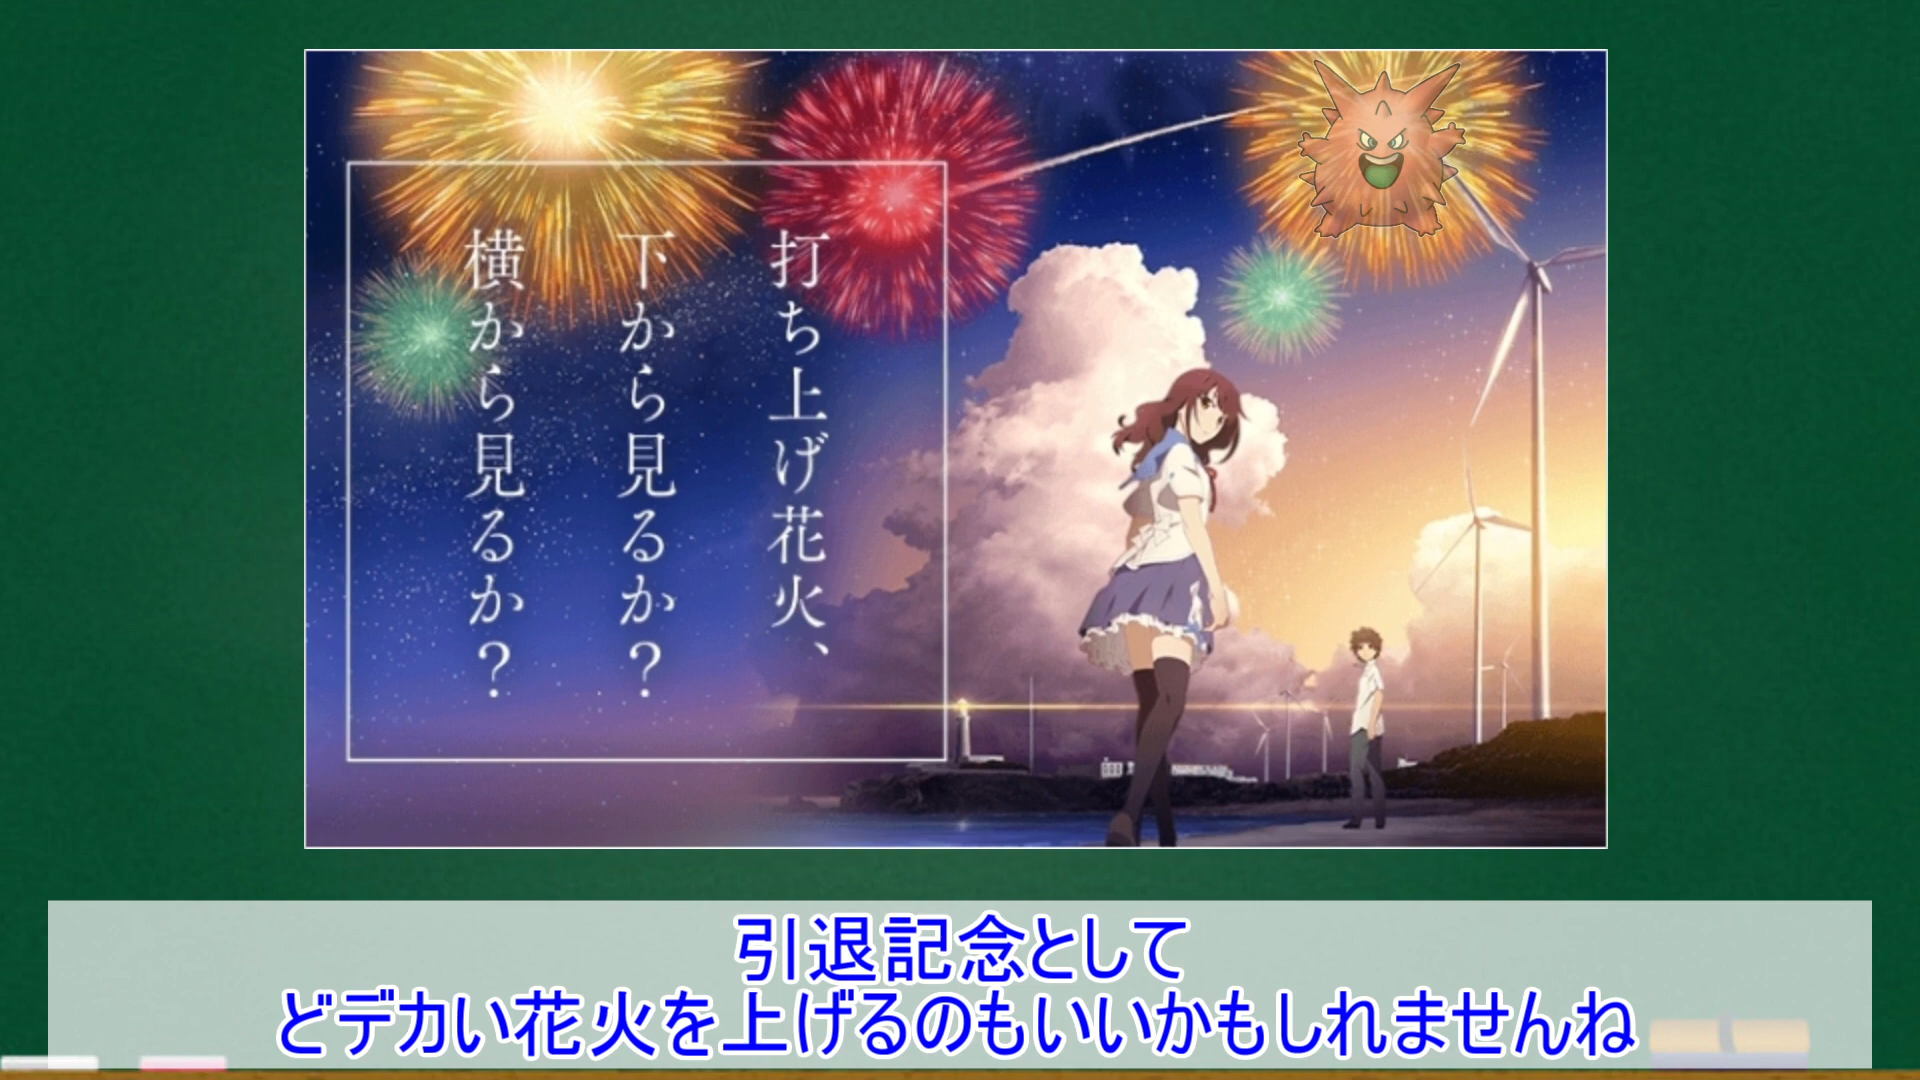 打ち上げ花火、
下から見るか？
横から見るか？
引退記念として
どデカい花火を上げるのもいいかもしれませんね